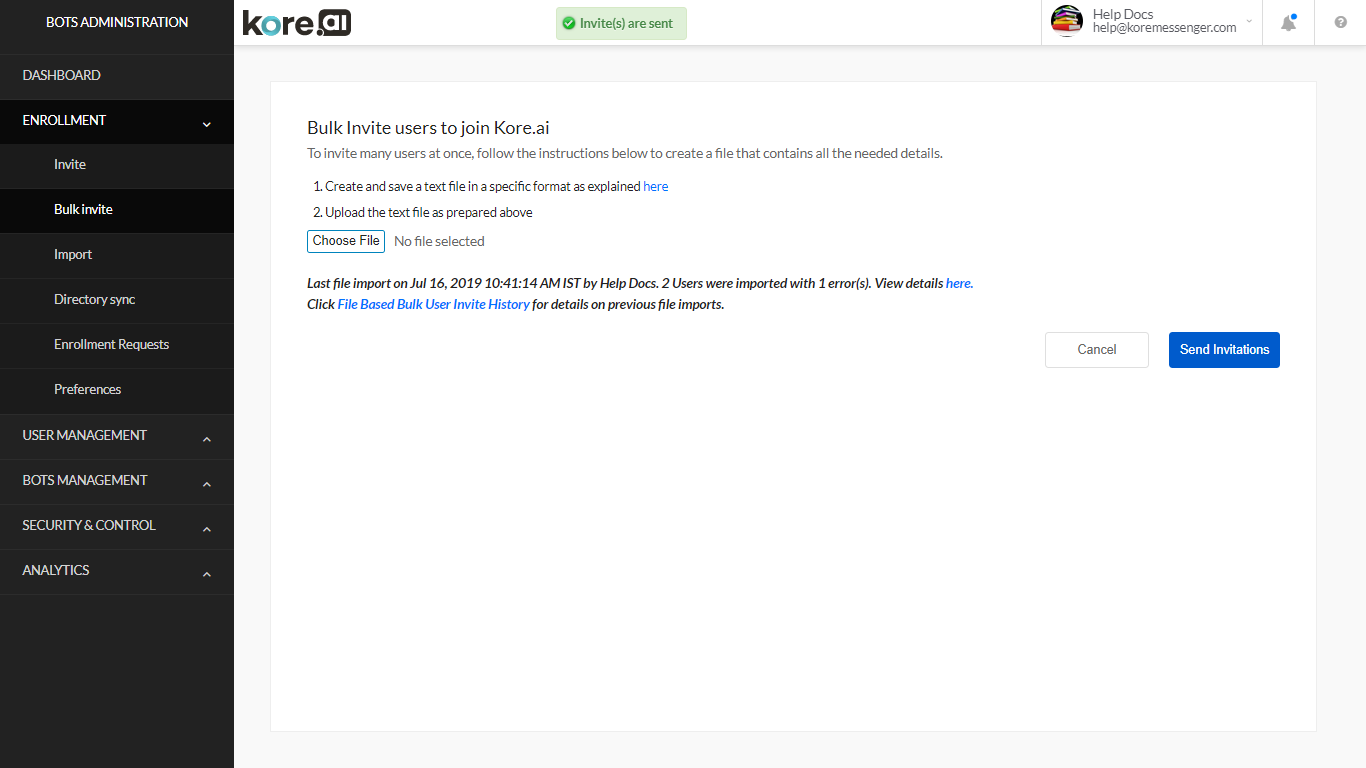 BOTS ADMINISTRATION
kore.ai
Invite(s) are sent
Help Docs
help@koremessenger.com
DASHBOARD
ENROLLMENT
Invite
Bulk invite
Import
Directory sync
Enrollment Requests
Preferences
USER MANAGEMENT
BOTS MANAGEMENT
SECURITY & CONTROL
ANALYTICS
Bulk Invite users to join Kore.ai
To invite many users at once, follow the instructions below to create a file that contains all the needed details.
1. Create and save a text file in a specific format as explained here
2. Upload the text file as prepared above
Choose File No file selected
Last file import on Jul 16, 2019 10:41:14 AM IST by Help Docs. 2 Users were imported with 1 error(s). View details here.
Click File Based Bulk User Invite History for details on previous file imports.
Cancel
Send Invitations